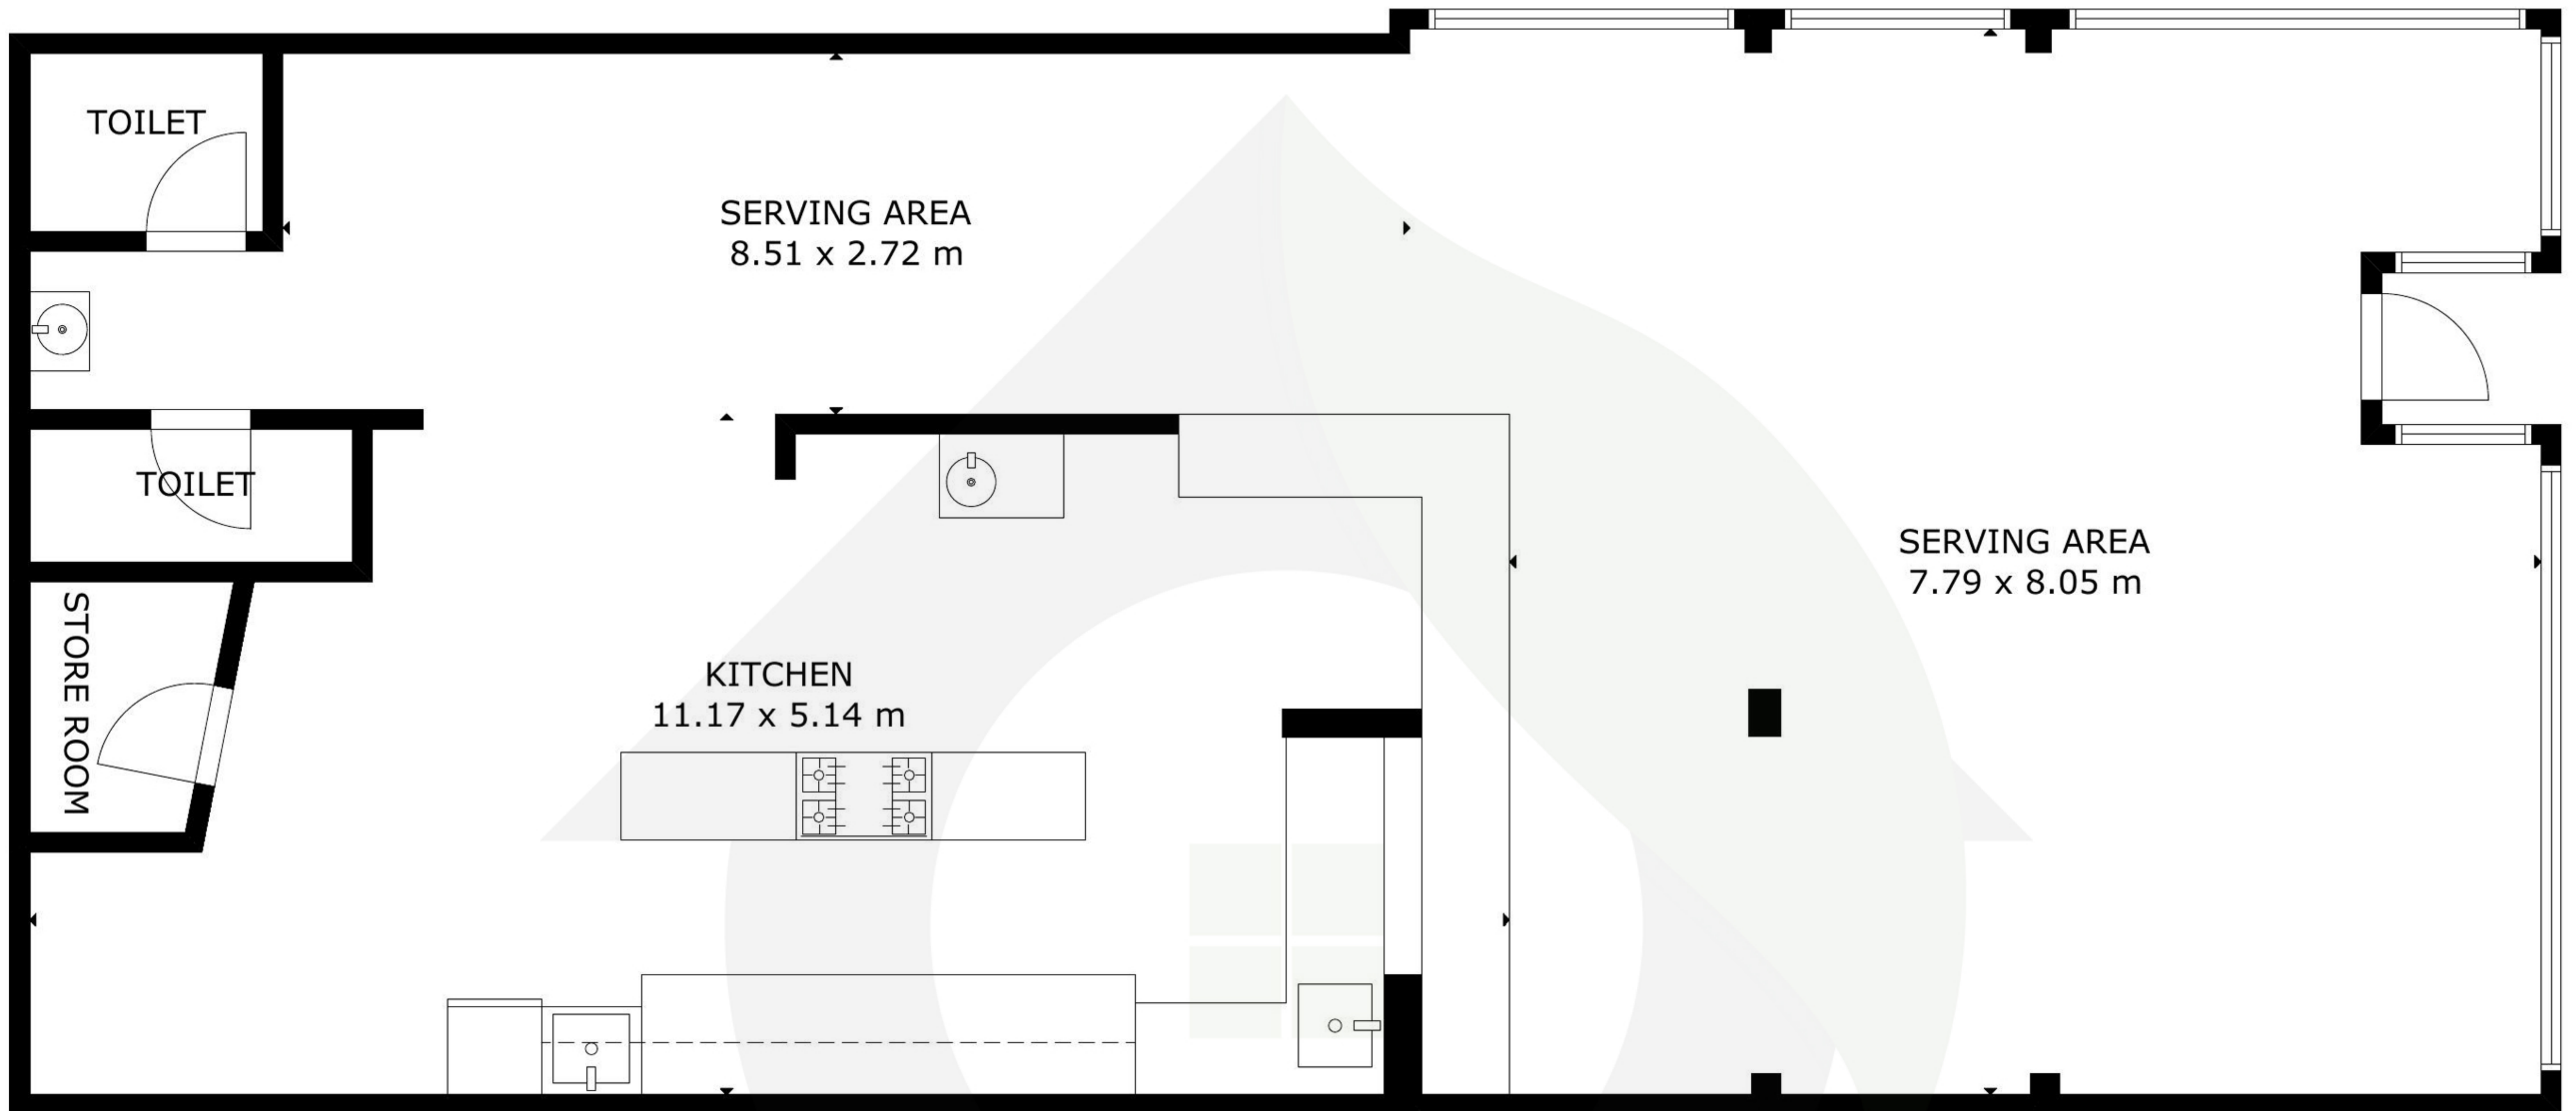 TOILET
SERVING AREA
8.51 x 2.72 m
TOILET
SERVING AREA
7.79 x 8.05 m
STORE ROOM
KITCHEN
11.17 x 5.14 m